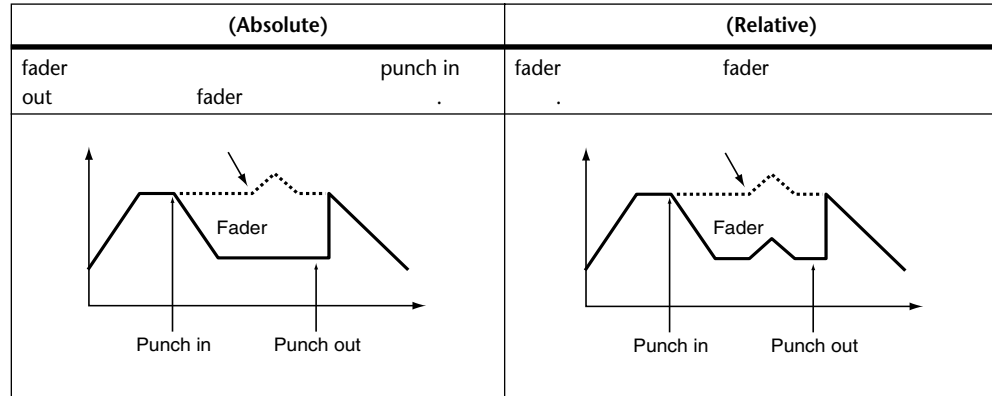 (Absolute)
(Relative)
fader punch in
out fader .
fader fader
.
Fader
Punch in Punch out
Fader
Punch in Punch out